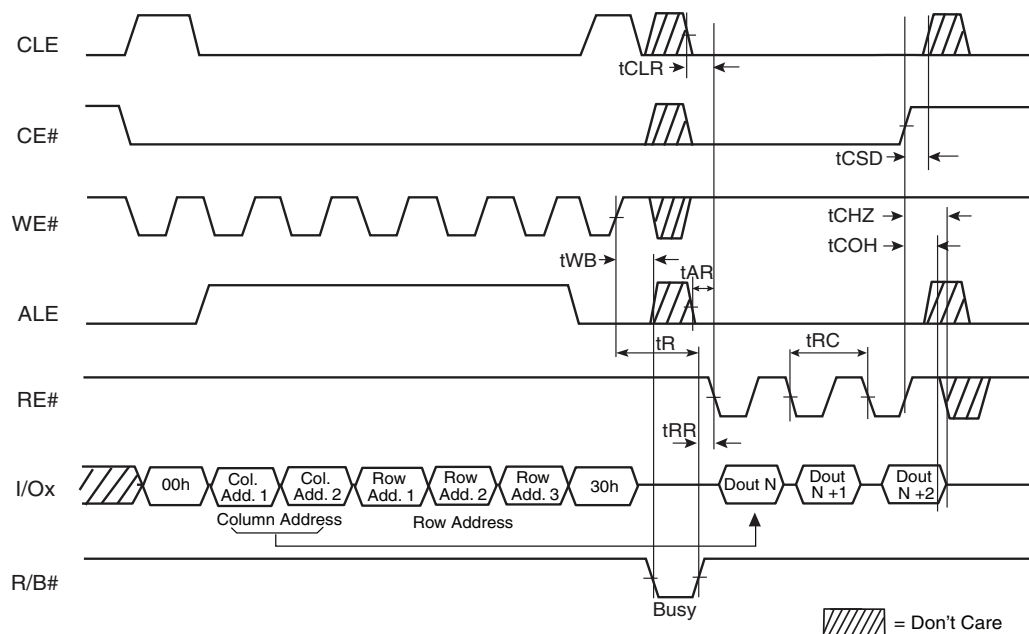 CLE
tCLR
CE#
tCSD
WE#
tCHZ
tCOH
tWB
tAR
ALE
tR
tRC
RE#
tRR
I/Ox
00h
Col.
Add. 1
Col.
Add. 2
Row
Add. 1
Row
Add. 2
Row
Add. 3
30h
Dout N
Dout
N +1
Dout
N +2
Column Address
Row Address
R/B#
Busy
= Don't Care